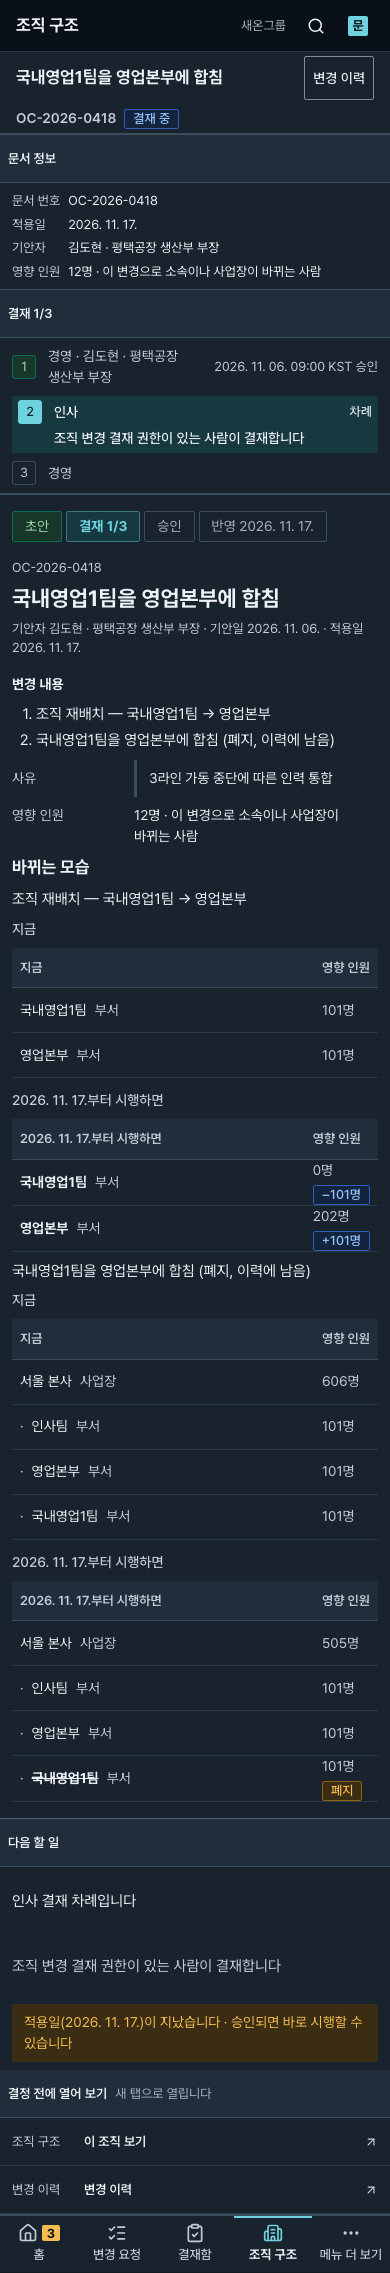 조직 구조
새온그룹
문
국내영업1팀을 영업본부에 합침
변경 이력
OC-2026-0418 결재 중
문서 정보
문서 번호 OC-2026-0418
적용일 2026. 11. 17.
기안자 김도현 · 평택공장 생산부 부장
영향 인원 12명 · 이 변경으로 소속이나 사업장이 바뀌는 사람
결재 1/3
1 경영 · 김도현 · 평택공장
생산부 부장
2026. 11. 06. 09:00 KST 승인
2 인사 차례
조직 변경 결재 권한이 있는 사람이 결재합니다
3 경영
초안 결재 1/3 승인 반영 2026. 11. 17.
OC-2026-0418
국내영업1팀을 영업본부에 합침
기안자 김도현 · 평택공장 생산부 부장 · 기안일 2026. 11. 06. · 적용일
2026. 11. 17.
변경 내용
1. 조직 재배치 — 국내영업1팀 → 영업본부
2. 국내영업1팀을 영업본부에 합침 (폐지, 이력에 남음)
사유 3라인 가동 중단에 따른 인력 통합
영향 인원 12명 · 이 변경으로 소속이나 사업장이
바뀌는 사람
바뀌는 모습
조직 재배치 — 국내영업1팀 → 영업본부
지금
지금 영향 인원
국내영업1팀 부서 101명
영업본부 부서 101명
2026. 11. 17.부터 시행하면
2026. 11. 17.부터 시행하면 영향 인원
국내영업1팀 부서 0명
−101명
영업본부 부서 202명
+101명
국내영업1팀을 영업본부에 합침 (폐지, 이력에 남음)
지금
지금 영향 인원
서울 본사 사업장 606명
· 인사팀 부서 101명
· 영업본부 부서 101명
· 국내영업1팀 부서 101명
2026. 11. 17.부터 시행하면
2026. 11. 17.부터 시행하면 영향 인원
서울 본사 사업장 505명
· 인사팀 부서 101명
· 영업본부 부서 101명
· 국내영업1팀 부서 101명
폐지
다음 할 일
인사 결재 차례입니다
조직 변경 결재 권한이 있는 사람이 결재합니다
적용일(2026. 11. 17.)이 지났습니다 · 승인되면 바로 시행할 수
있습니다
결정 전에 열어 보기 새 탭으로 열립니다
조직 구조 이 조직 보기
변경 이력 변경 이력
3
홈 변경 요청 결재함 조직 구조 메뉴 더 보기